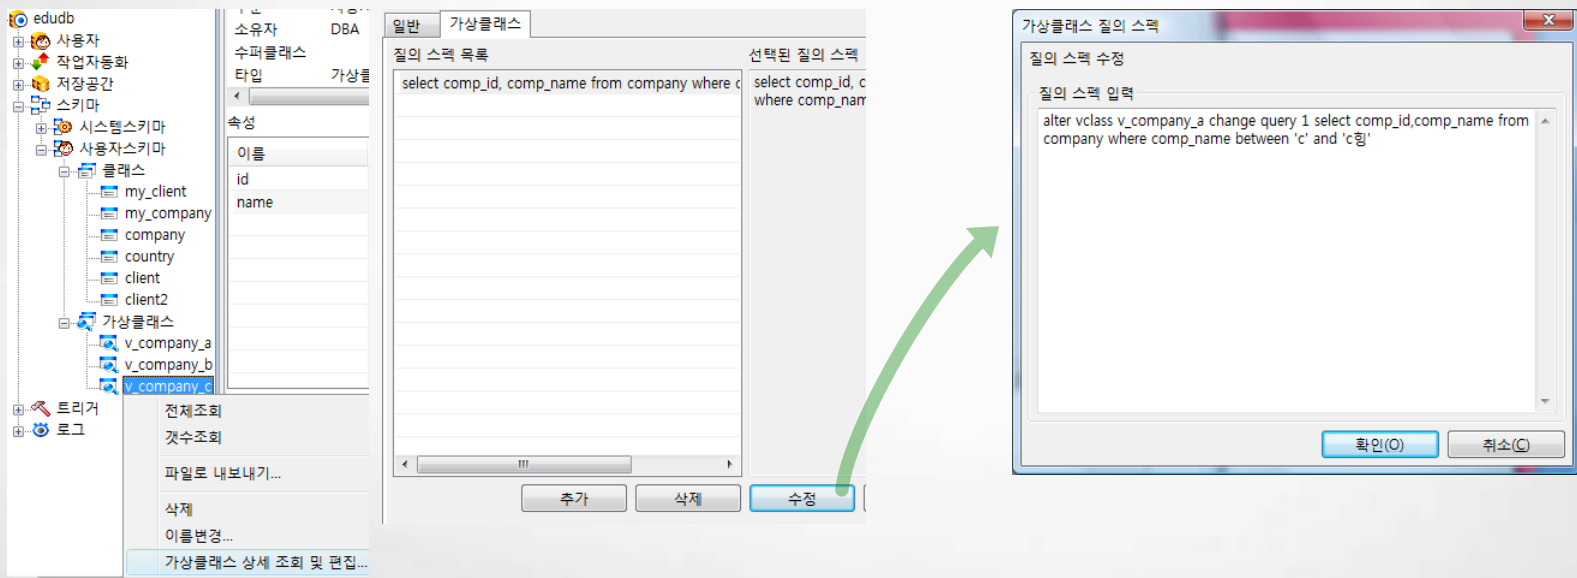 edudb
사용자
작업자동화
저장공간
스키마
시스템스키마
사용자스키마
클래스
my_client
my_company
company
country
client
client2
가상클래스
v_company_a
v_company_b
v_company_c
트리거
로그
전체조회
갯수조회
파일로 내보내기...
삭제
이름변경...
가상클래스 상세 조회 및 편집...
소유자 DBA
수퍼클래스
타입 가상클
속성
이름
id
name
일반 가상클래스
질의 스펙 목록
select comp_id, comp_name from company where c
선택된 질의 스펙
select comp_id, c
where comp_nam
추가 삭제 수정
가상클래스 질의 스펙
질의 스펙 수정
질의 스펙 입력
alter vclass v_company_a change query 1 select comp_id,comp_name from
company where comp_name between 'c' and 'c힝'
확인(O) 취소(C)